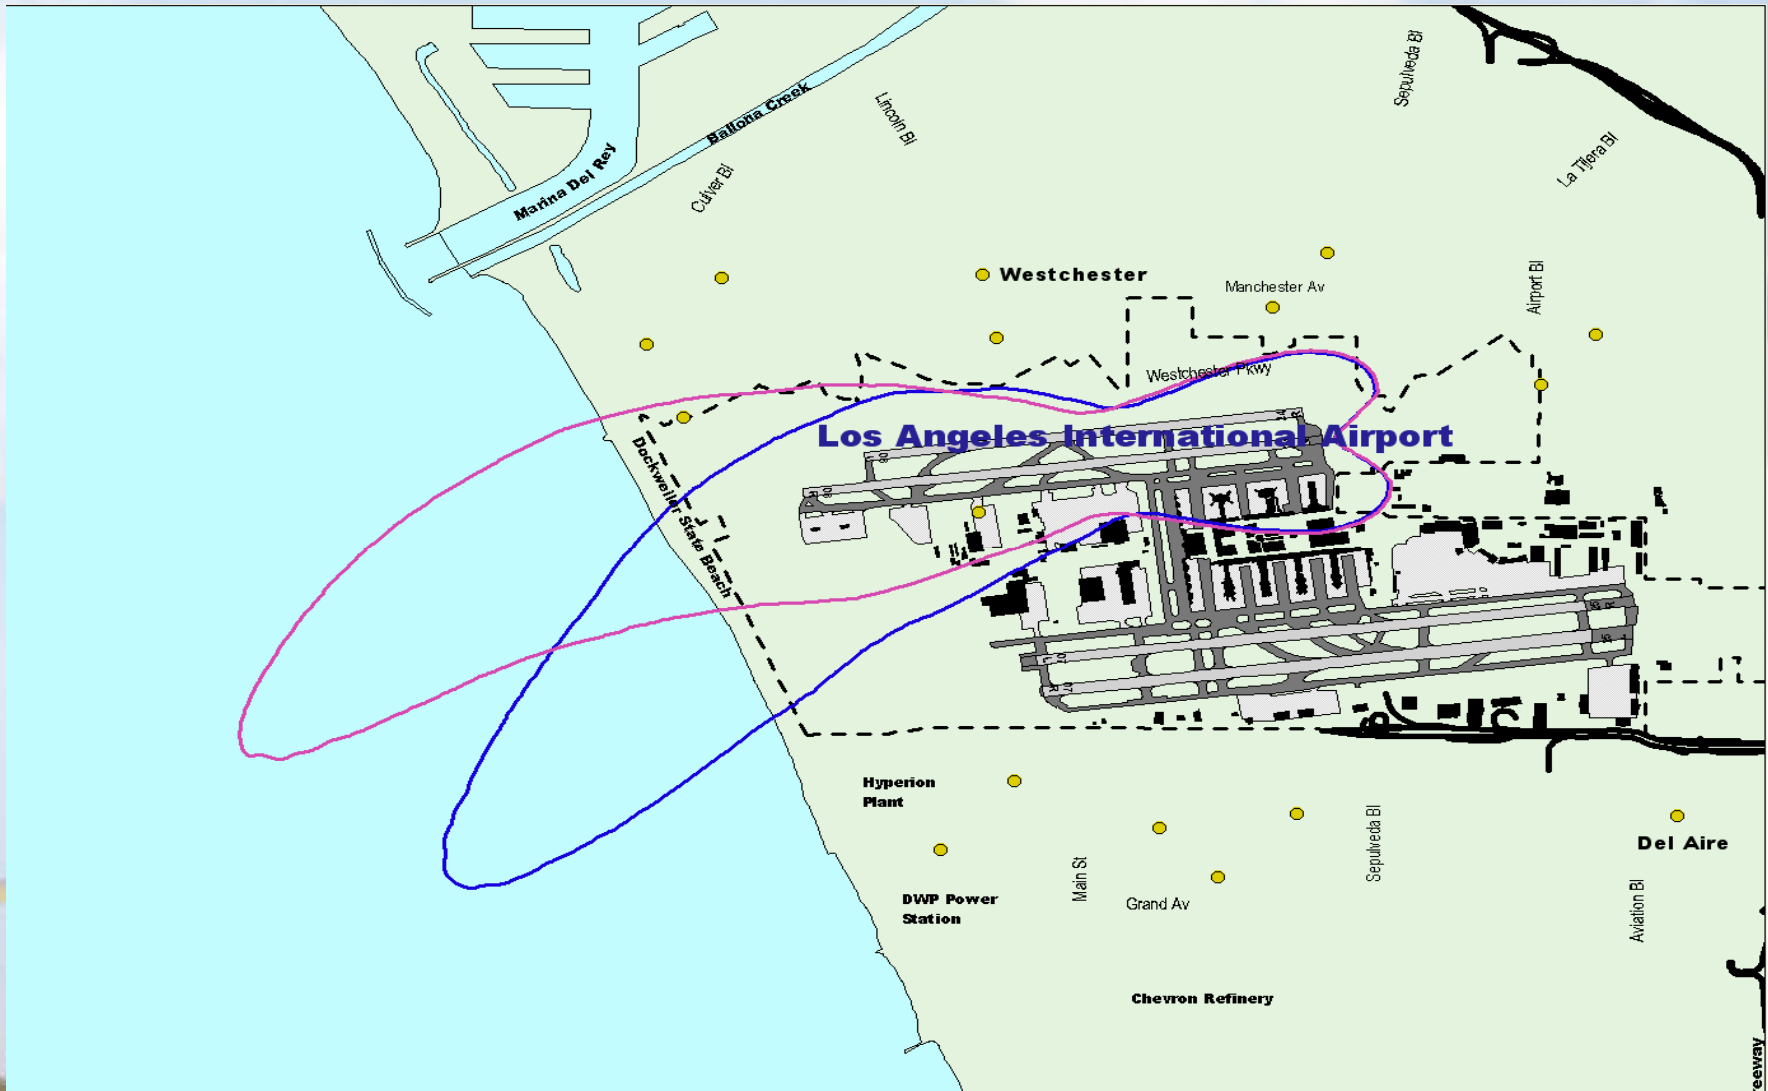 Sepulveda Bl
Lincoln Bl
Ballona Creek
La Tijera Bl
Marina Del Rey
Culver Bl
Westchester
Manchester Av
Airport Bl
Westchester Pkwy
Los Angeles International Airport
Dockweiler State Beach
Hyperion
Plant
Main St
Sepulveda Bl
Del Aire
DWP Power
Station
Grand Av
Aviation Bl
Chevron Refinery
eeway